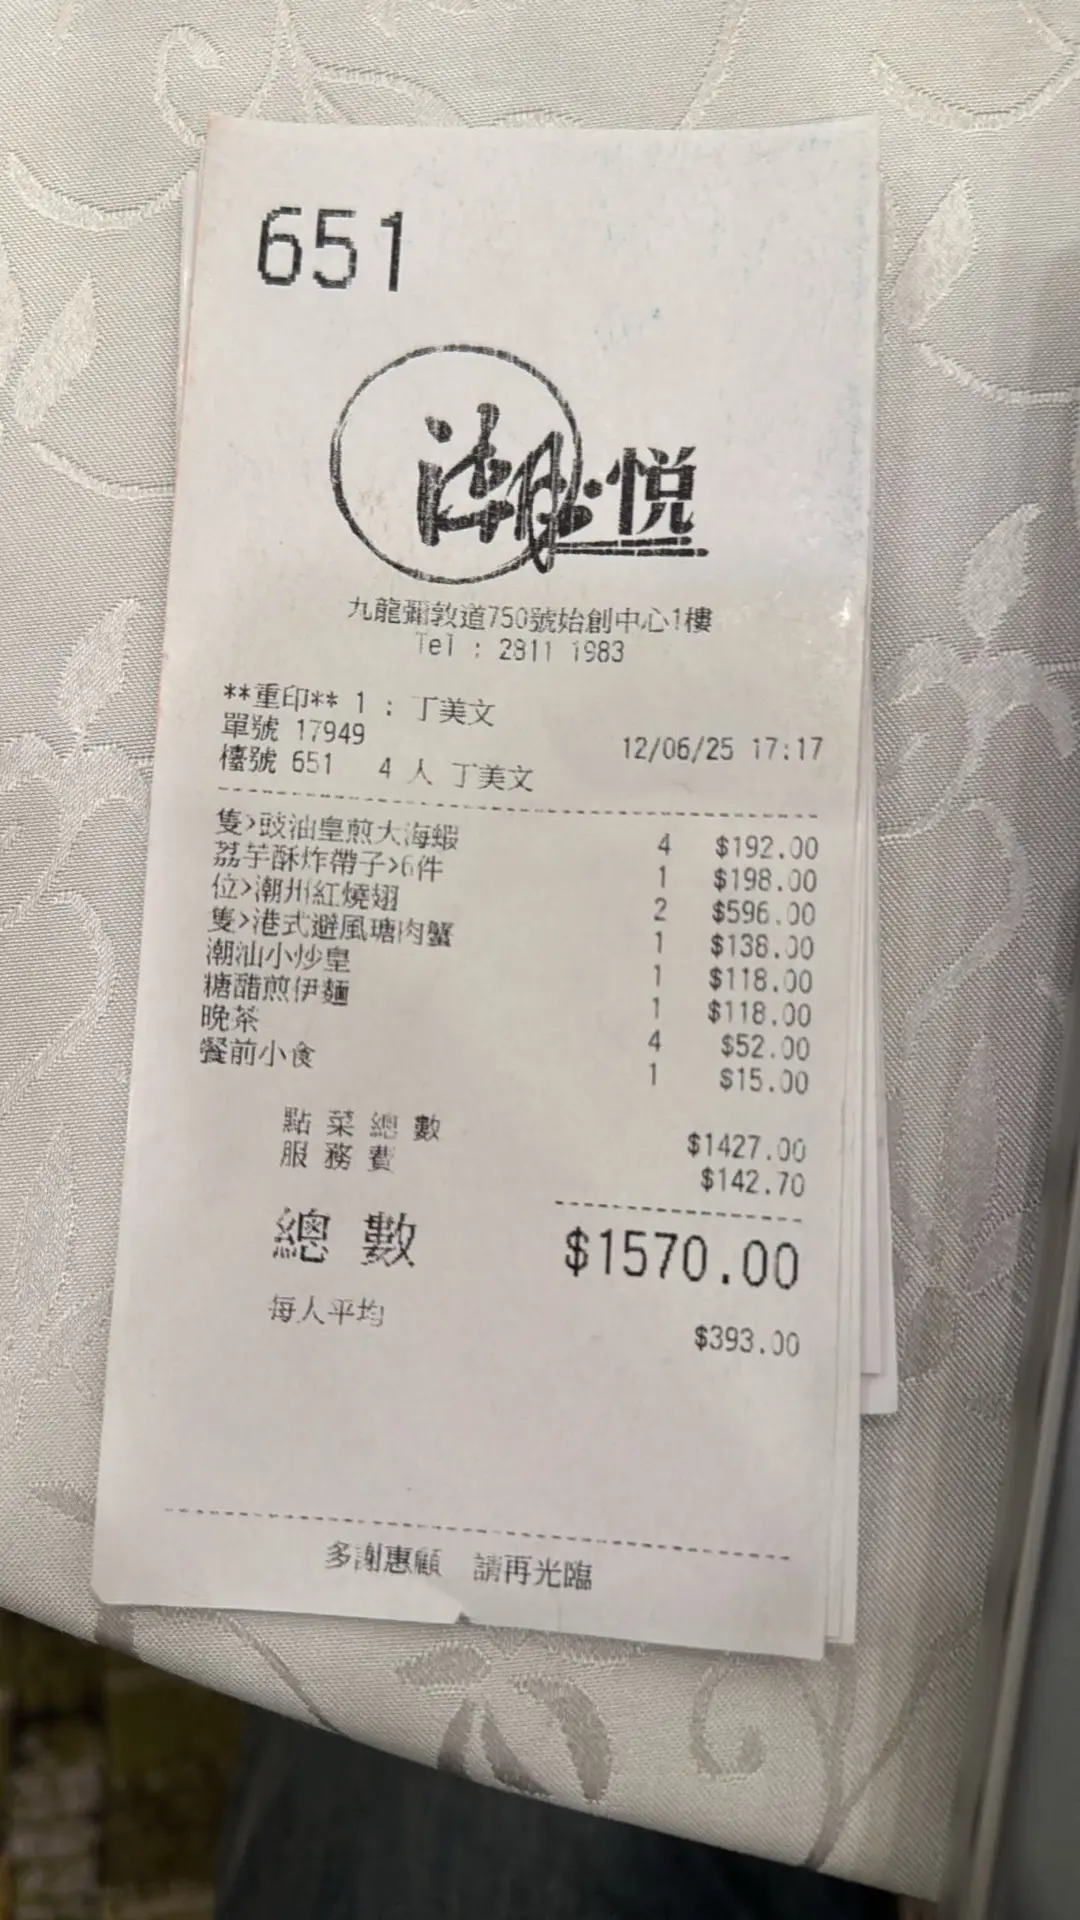 651
潮悅
九龍彌敦道750號始創中心1樓
Tel : 2811 1983
**重印** 1 : 丁美文
單號 17949 12/06/25 17:17
檯號 651 4 人 丁美文
隻>豉油皇煎大海蝦 4 $192.00
荔芋酥炸帶子>6件 1 $198.00
位>潮州紅燒翅 2 $596.00
隻>港式避風塘肉蟹 1 $138.00
潮汕小炒皇 1 $118.00
糖醋煎伊麵 1 $118.00
晚茶 4 $52.00
餐前小食 1 $15.00
點菜總數 $1427.00
服務費 $142.70
總數 $1570.00
每人平均 $393.00
多謝惠顧 請再光臨